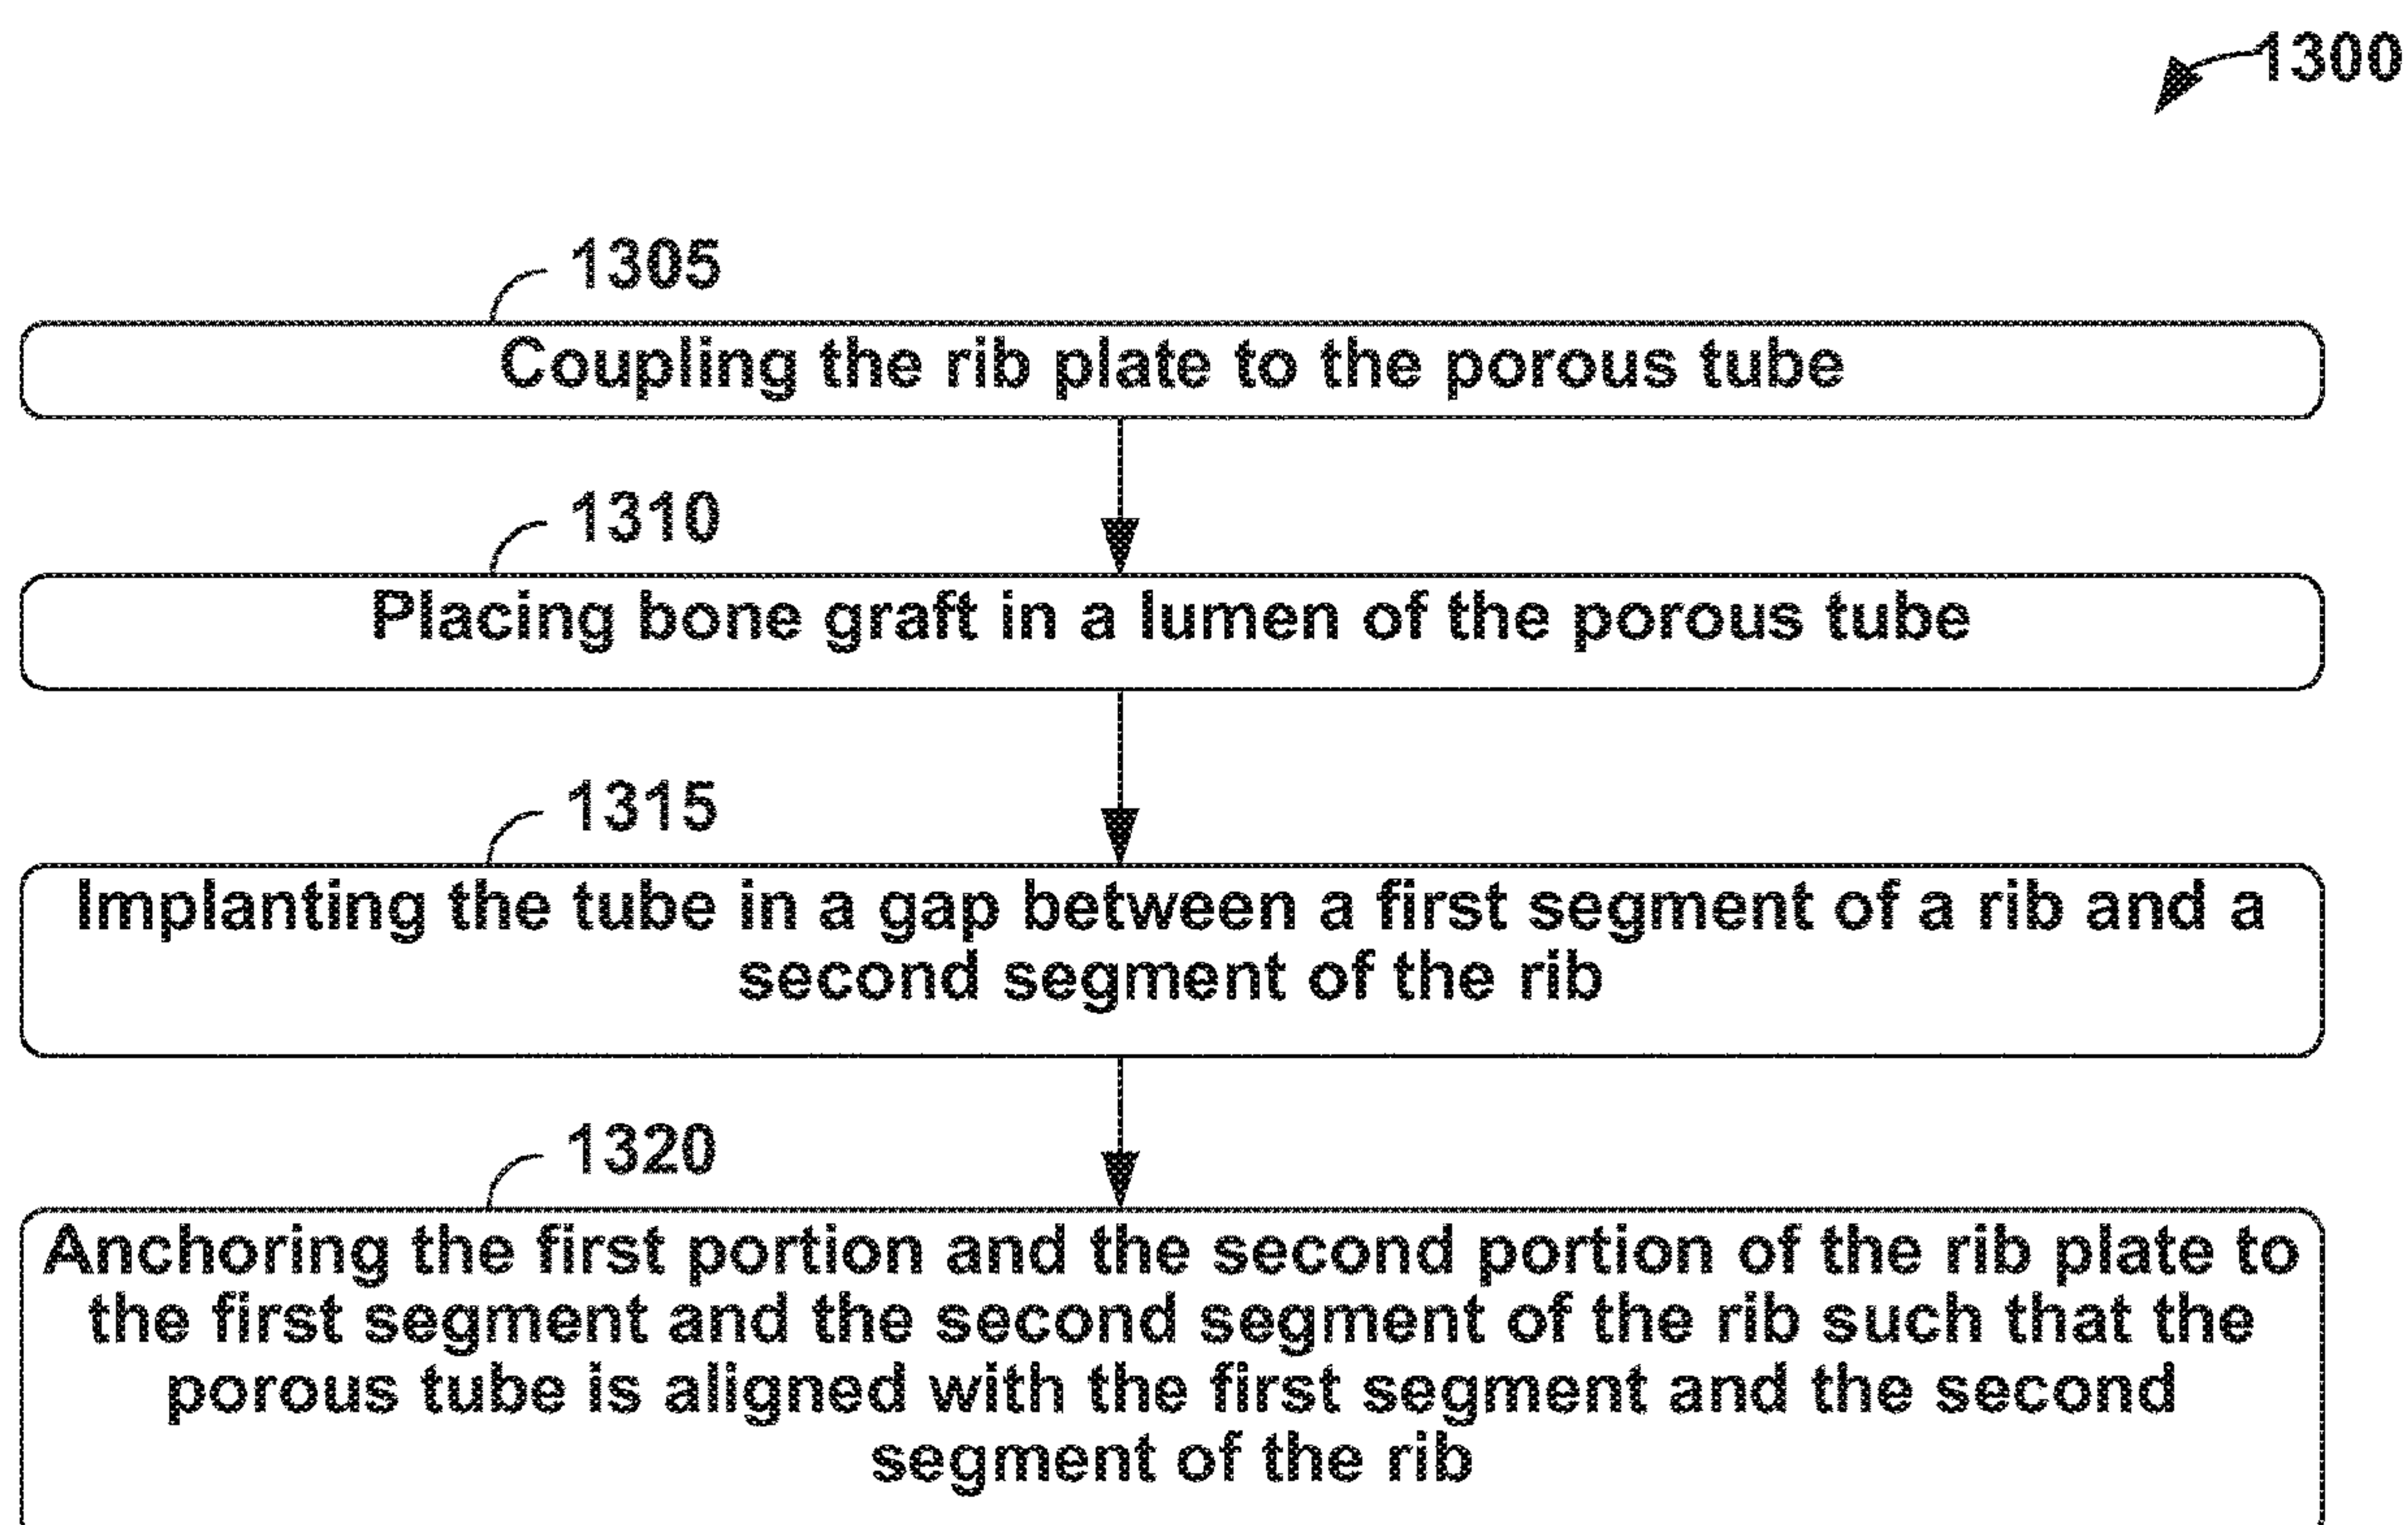 1300
1305
Coupling the rib plate to the porous tube
1310
Placing bone graft in a lumen of the porous tube
1315
Implanting the tube in a gap between a first segment of a rib and a
second segment of the rib
1320
Anchoring the first portion and the second portion of the rib plate to
the first segment and the second segment of the rib such that the
porous tube is aligned with the first segment and the second
segment of the rib